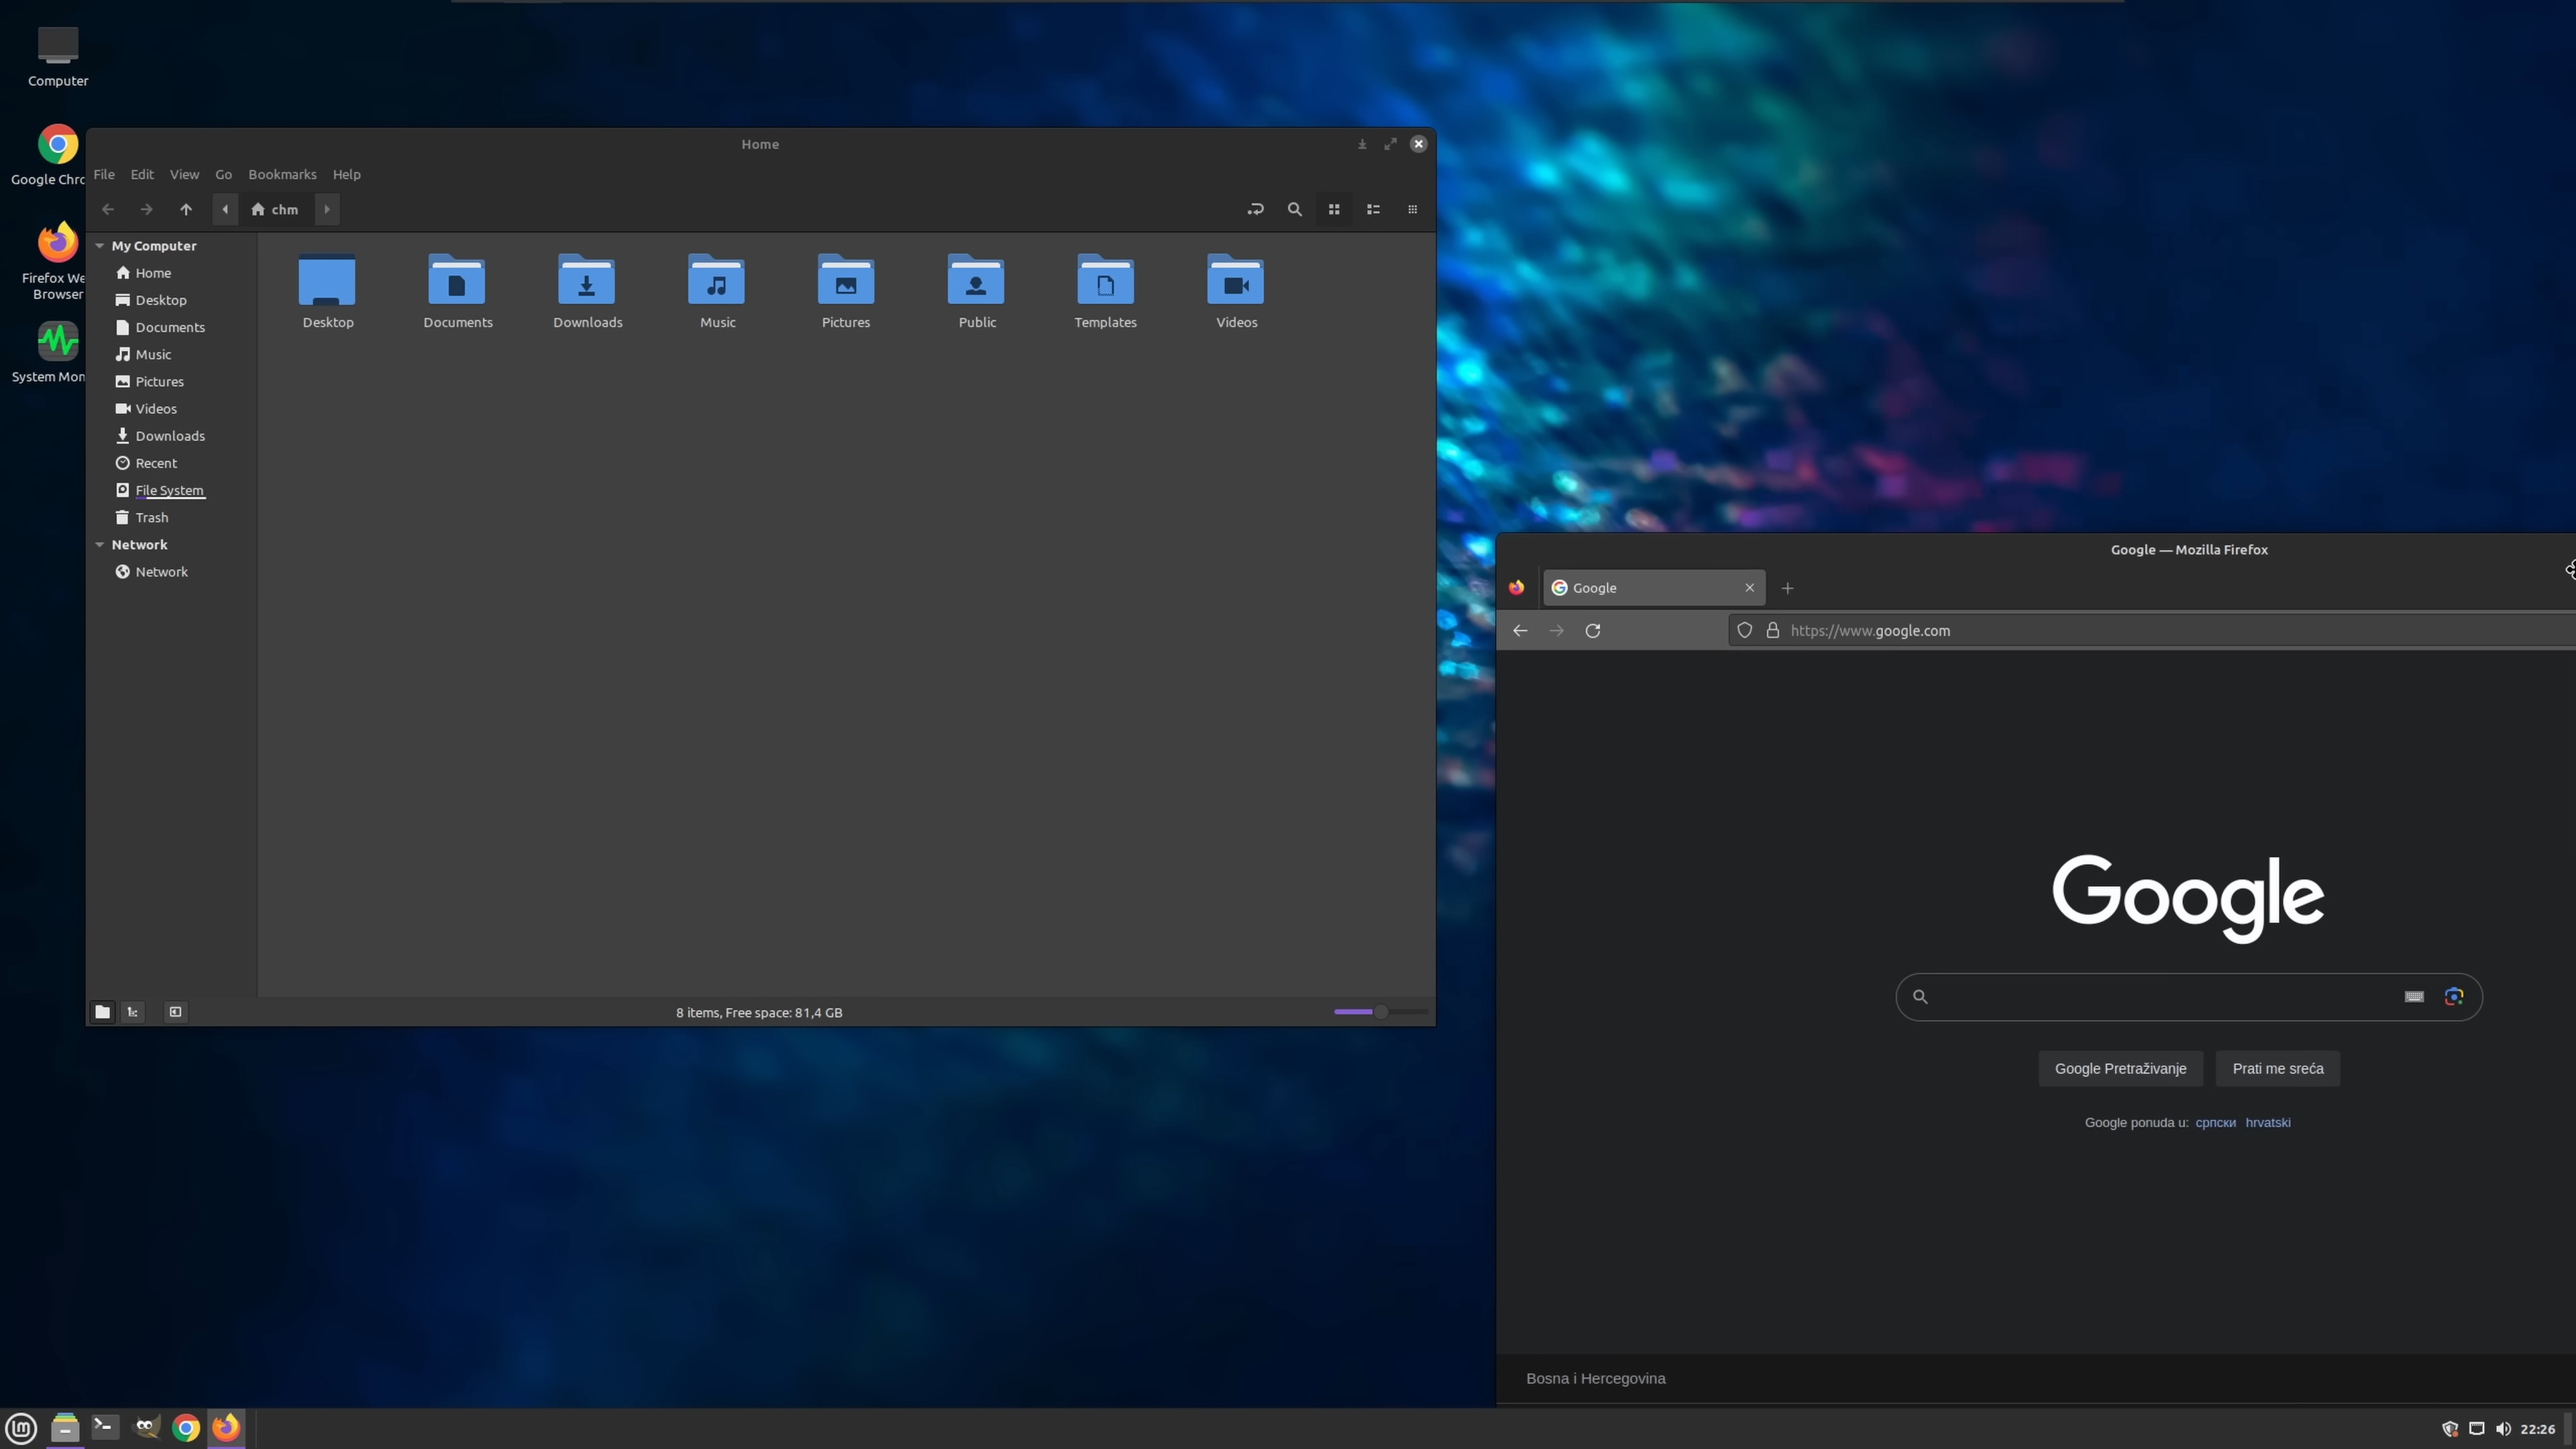 Computer
Google Chro
Firefox We
Browser
System Mon
Home
File Edit View Go Bookmarks Help
chm
My Computer
Home
Desktop
Documents
Music
Pictures
Videos
Downloads
Recent
File System
Trash
Network
Network
Desktop Documents Downloads Music Pictures Public Templates Videos
8 items, Free space: 81,4 GB
Google — Mozilla Firefox
Google
https://www.google.com
Google
Google Pretraživanje Prati me sreća
Google ponuda u: српски hrvatski
Bosna i Hercegovina
22:26